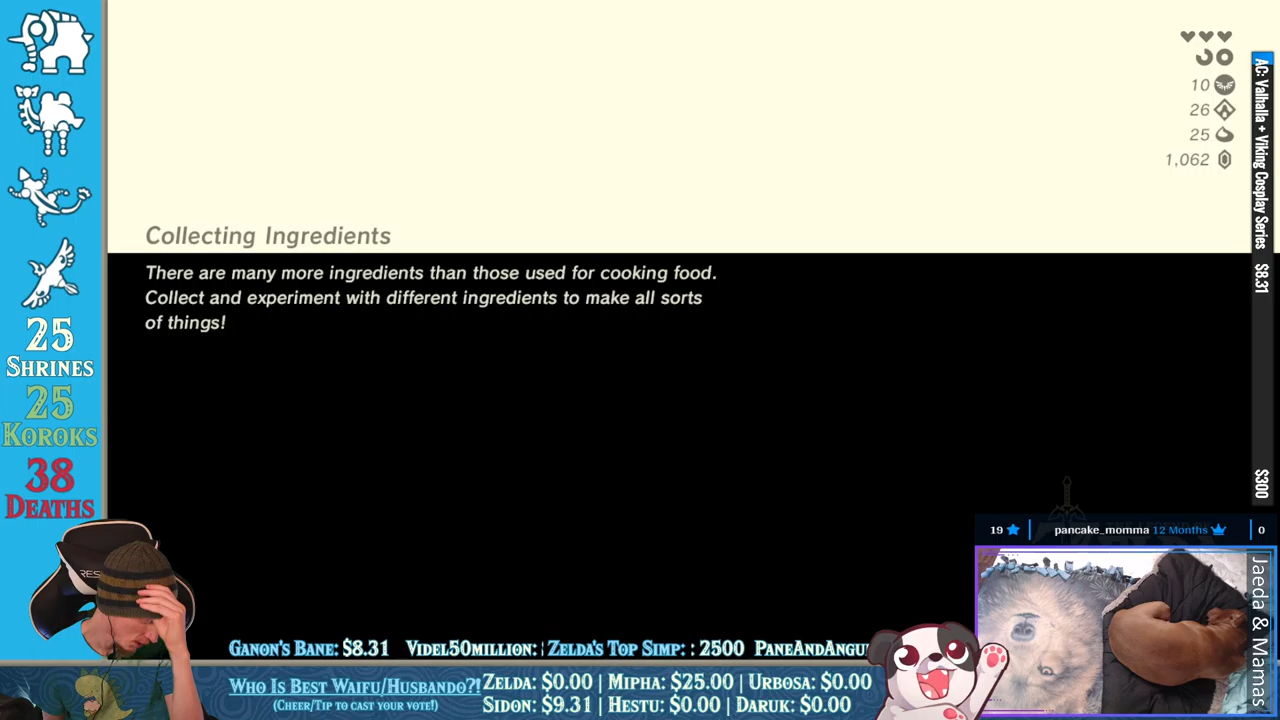 25
SHRINES
25
KOROKS
38
DEATHS
10
26
25
1,062
Collecting Ingredients
There are many more ingredients than those used for cooking food.
Collect and experiment with different ingredients to make all sorts
of things!
AC: Valhalla + Viking Cosplay Series $8.31 $300
19 pancake_momma 12 Months 0
Jaeda & Mamas
GANON'S BANE: $8.31 VIDEL50MILLION: ZELDA'S TOP SIMP: : 2500 PANEANDANGU
WHO IS BEST WAIFU/HUSBANDO?!
(CHEER/TIP TO CAST YOUR VOTE!)
ZELDA: $0.00 | MIPHA: $25.00 | URBOSA: $0.00
SIDON: $9.31 | HESTU: $0.00 | DARUK: $0.00